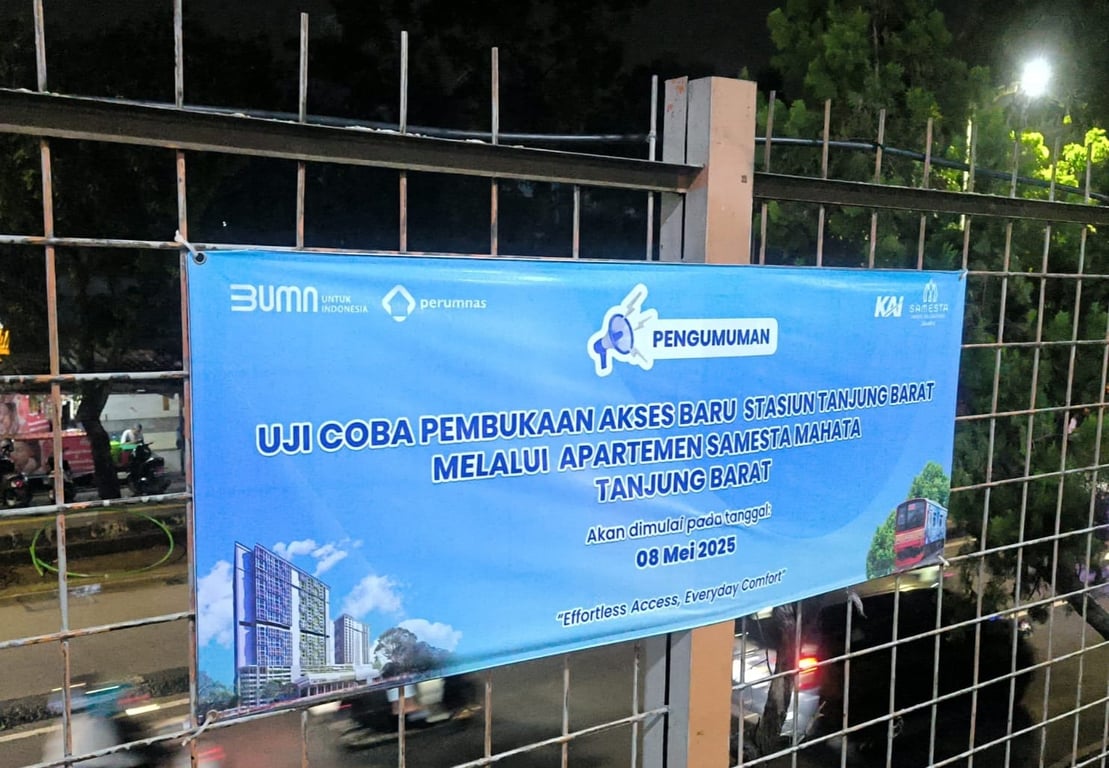 BUMN UNTUK
INDONESIA
perumnas
KAI
SAMESTA
PENGUMUMAN
UJI COBA PEMBUKAAN AKSES BARU STASIUN TANJUNG BARAT
MELALUI APARTEMEN SAMESTA MAHATA
TANJUNG BARAT
Akan dimulai pada tanggal:
08 Mei 2025
"Effortless Access, Everyday Comfort"